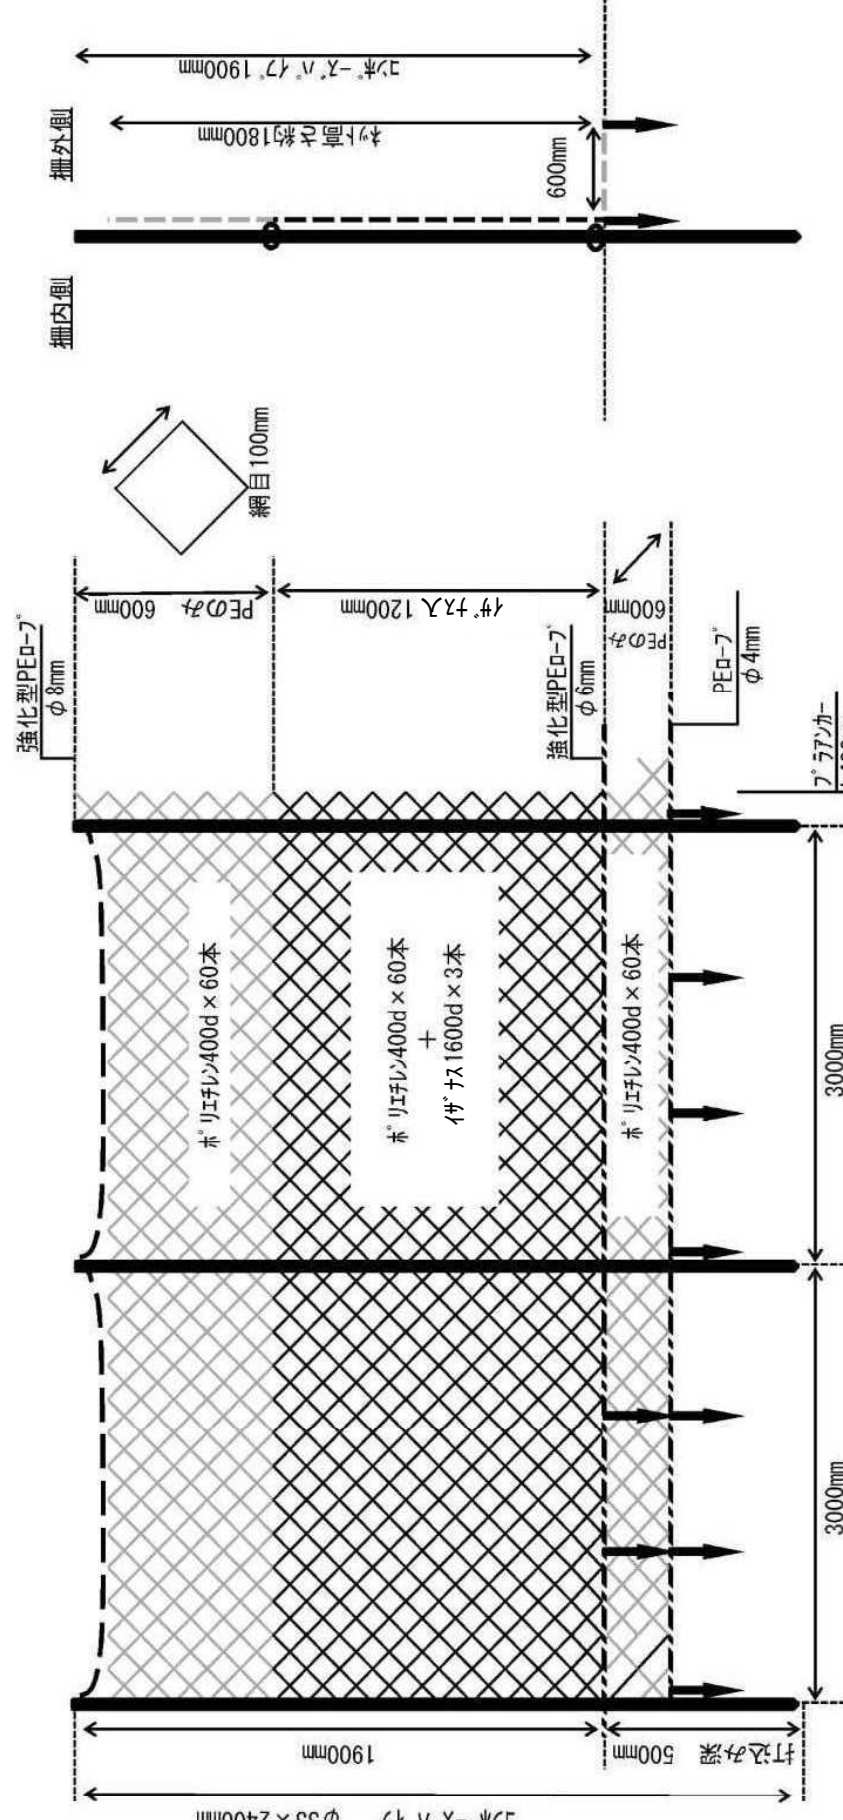 柵外側
柵内側
コンポーズパイプ 1900mm
ネット高さ約1800mm
600mm
網目100mm
強化型PEロープ
φ8mm
PEのみ 600mm
イザナス入 1200mm
強化型PEロープ
φ6mm
600mm
PEのみ
PEロープ
φ4mm
プラアンカー
ポリエチレン400d×60本
ポリエチレン400d×60本
+
イザナス1600d×3本
ポリエチレン400d×60本
3000mm
3000mm
1900mm
打込み深 500mm
コンポーズパイプ φ33×2400mm